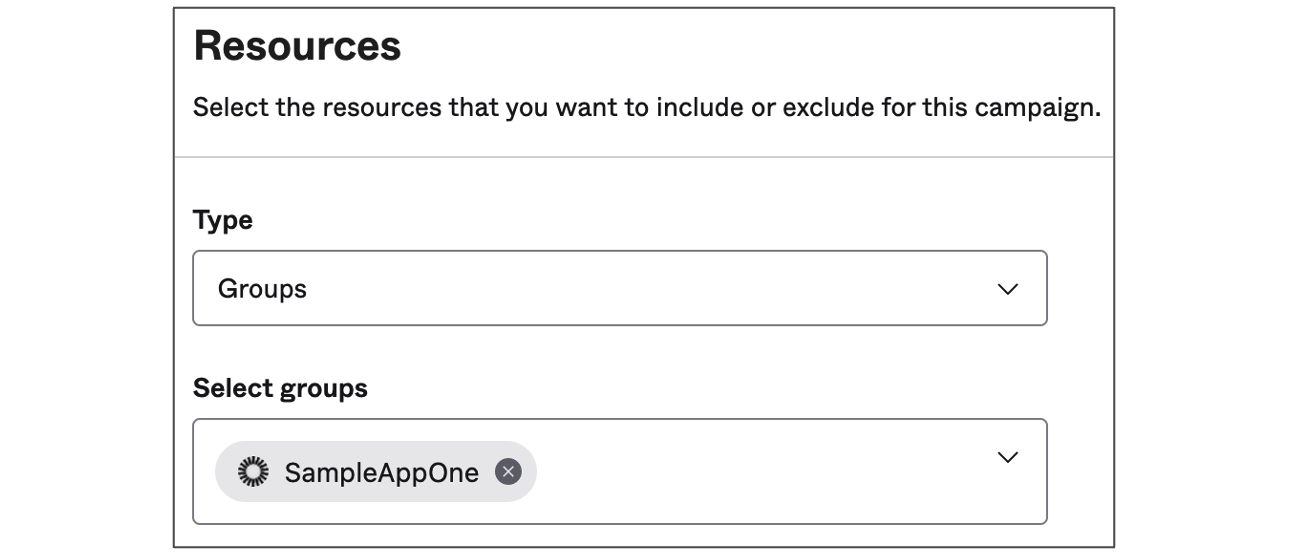 Resources
Select the resources that you want to include or exclude for this campaign.
Type
Groups
Select groups
SampleAppOne